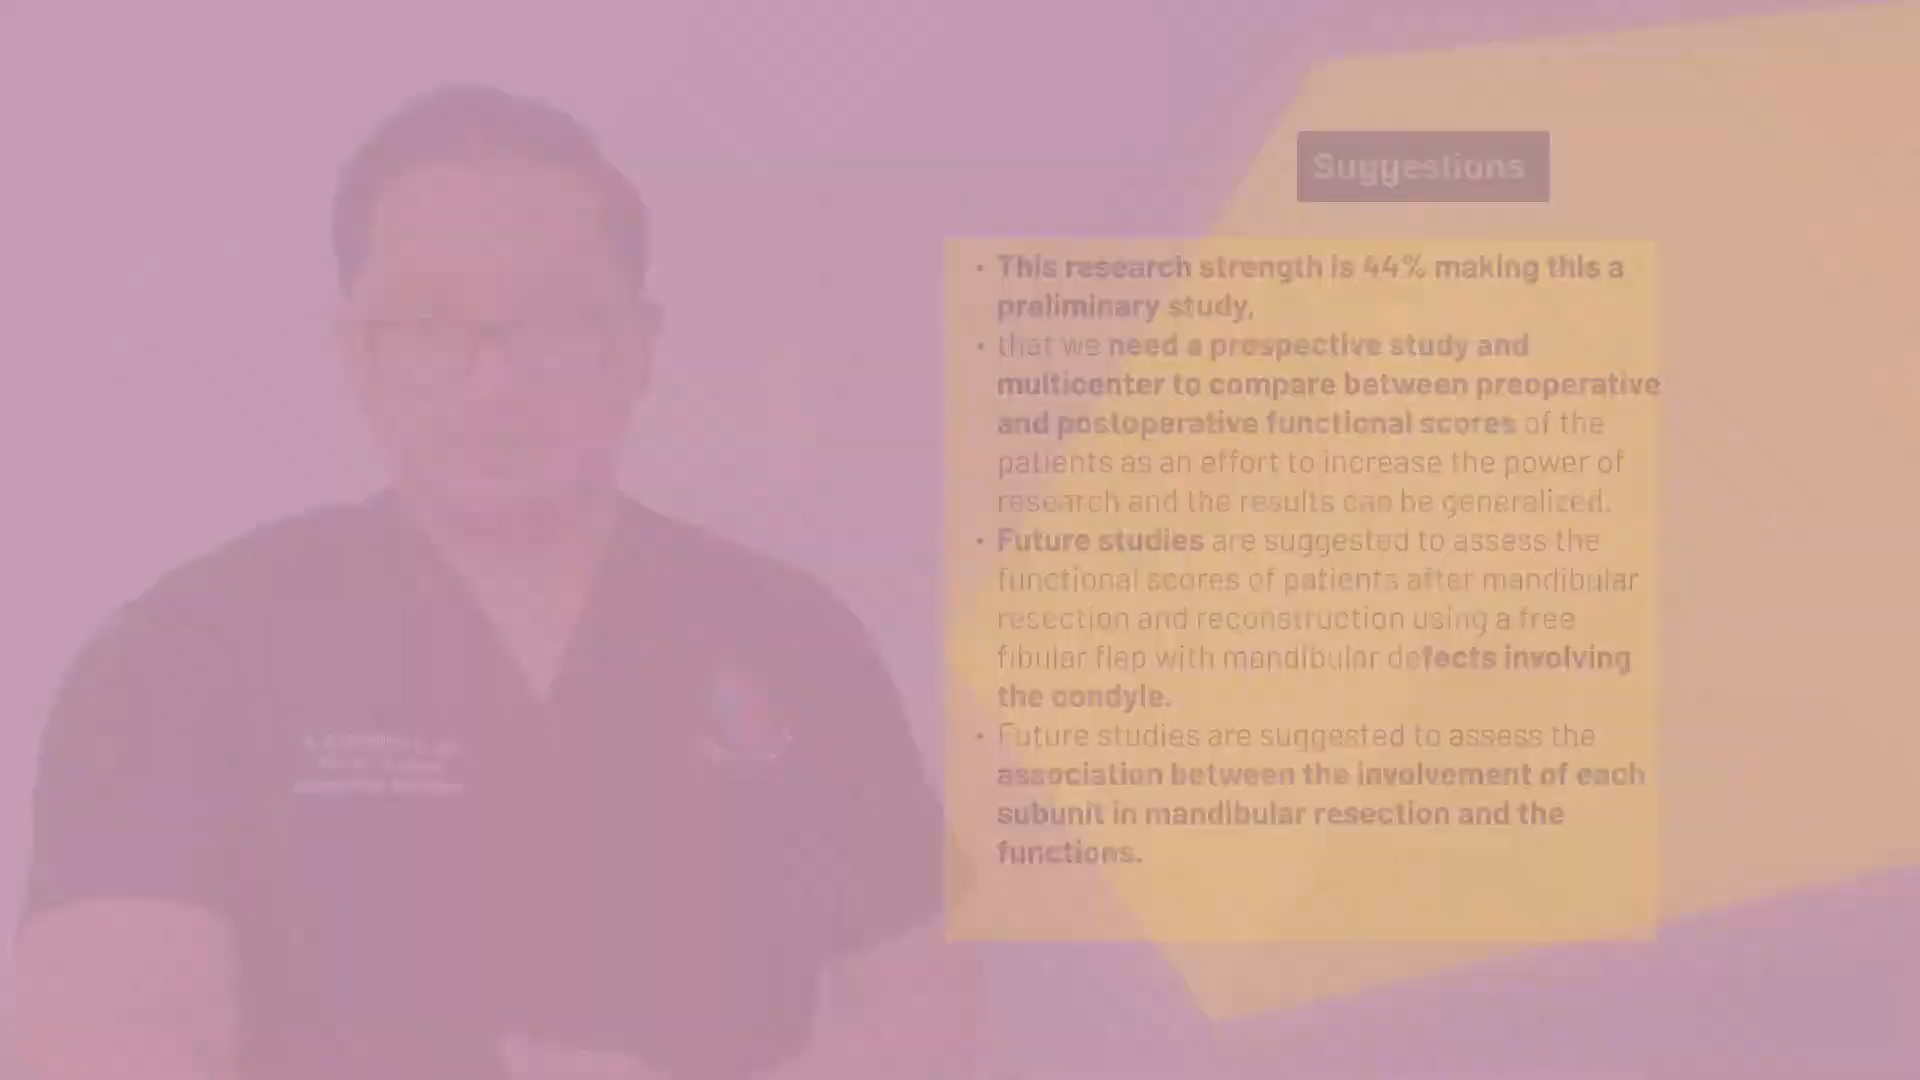 Suggestions
• This research strength is 44% making this a
preliminary study,
• that we need a prospective study and
multicenter to compare between preoperative
and postoperative functional scores of the
patients as an effort to increase the power of
research and the results can be generalized.
• Future studies are suggested to assess the
functional scores of patients after mandibular
resection and reconstruction using a free
fibular flap with mandibular defects involving
the condyle.
• Future studies are suggested to assess the
association between the involvement of each
subunit in mandibular resection and the
functions.